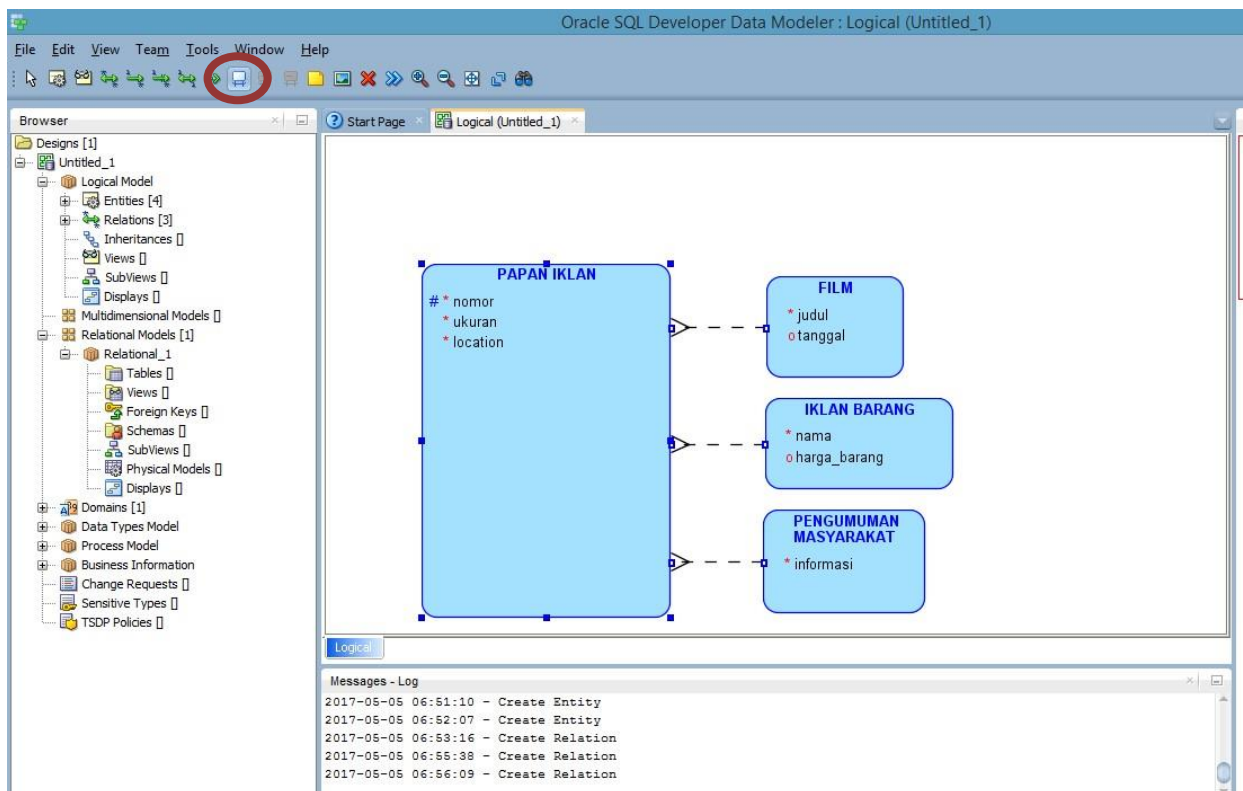 Oracle SQL Developer Data Modeler : Logical (Untitled_1)
File Edit View Team Tools Window Help
Browser
Designs [1]
Untitled_1
Logical Model
Entities [4]
Relations [3]
Inheritances []
Views []
SubViews []
Displays []
Multidimensional Models []
Relational Models [1]
Relational_1
Tables []
Views []
Foreign Keys []
Schemas []
SubViews []
Physical Models []
Displays []
Domains [1]
Data Types Model
Process Model
Business Information
Change Requests []
Sensitive Types []
TSDP Policies []
Start Page
Logical (Untitled_1)
PAPAN IKLAN
# * nomor
* ukuran
* location
FILM
* judul
o tanggal
IKLAN BARANG
* nama
o harga_barang
PENGUMUMAN
MASYARAKAT
* informasi
Logical
Messages - Log
2017-05-05 06:51:10 - Create Entity
2017-05-05 06:52:07 - Create Entity
2017-05-05 06:53:16 - Create Relation
2017-05-05 06:55:38 - Create Relation
2017-05-05 06:56:09 - Create Relation